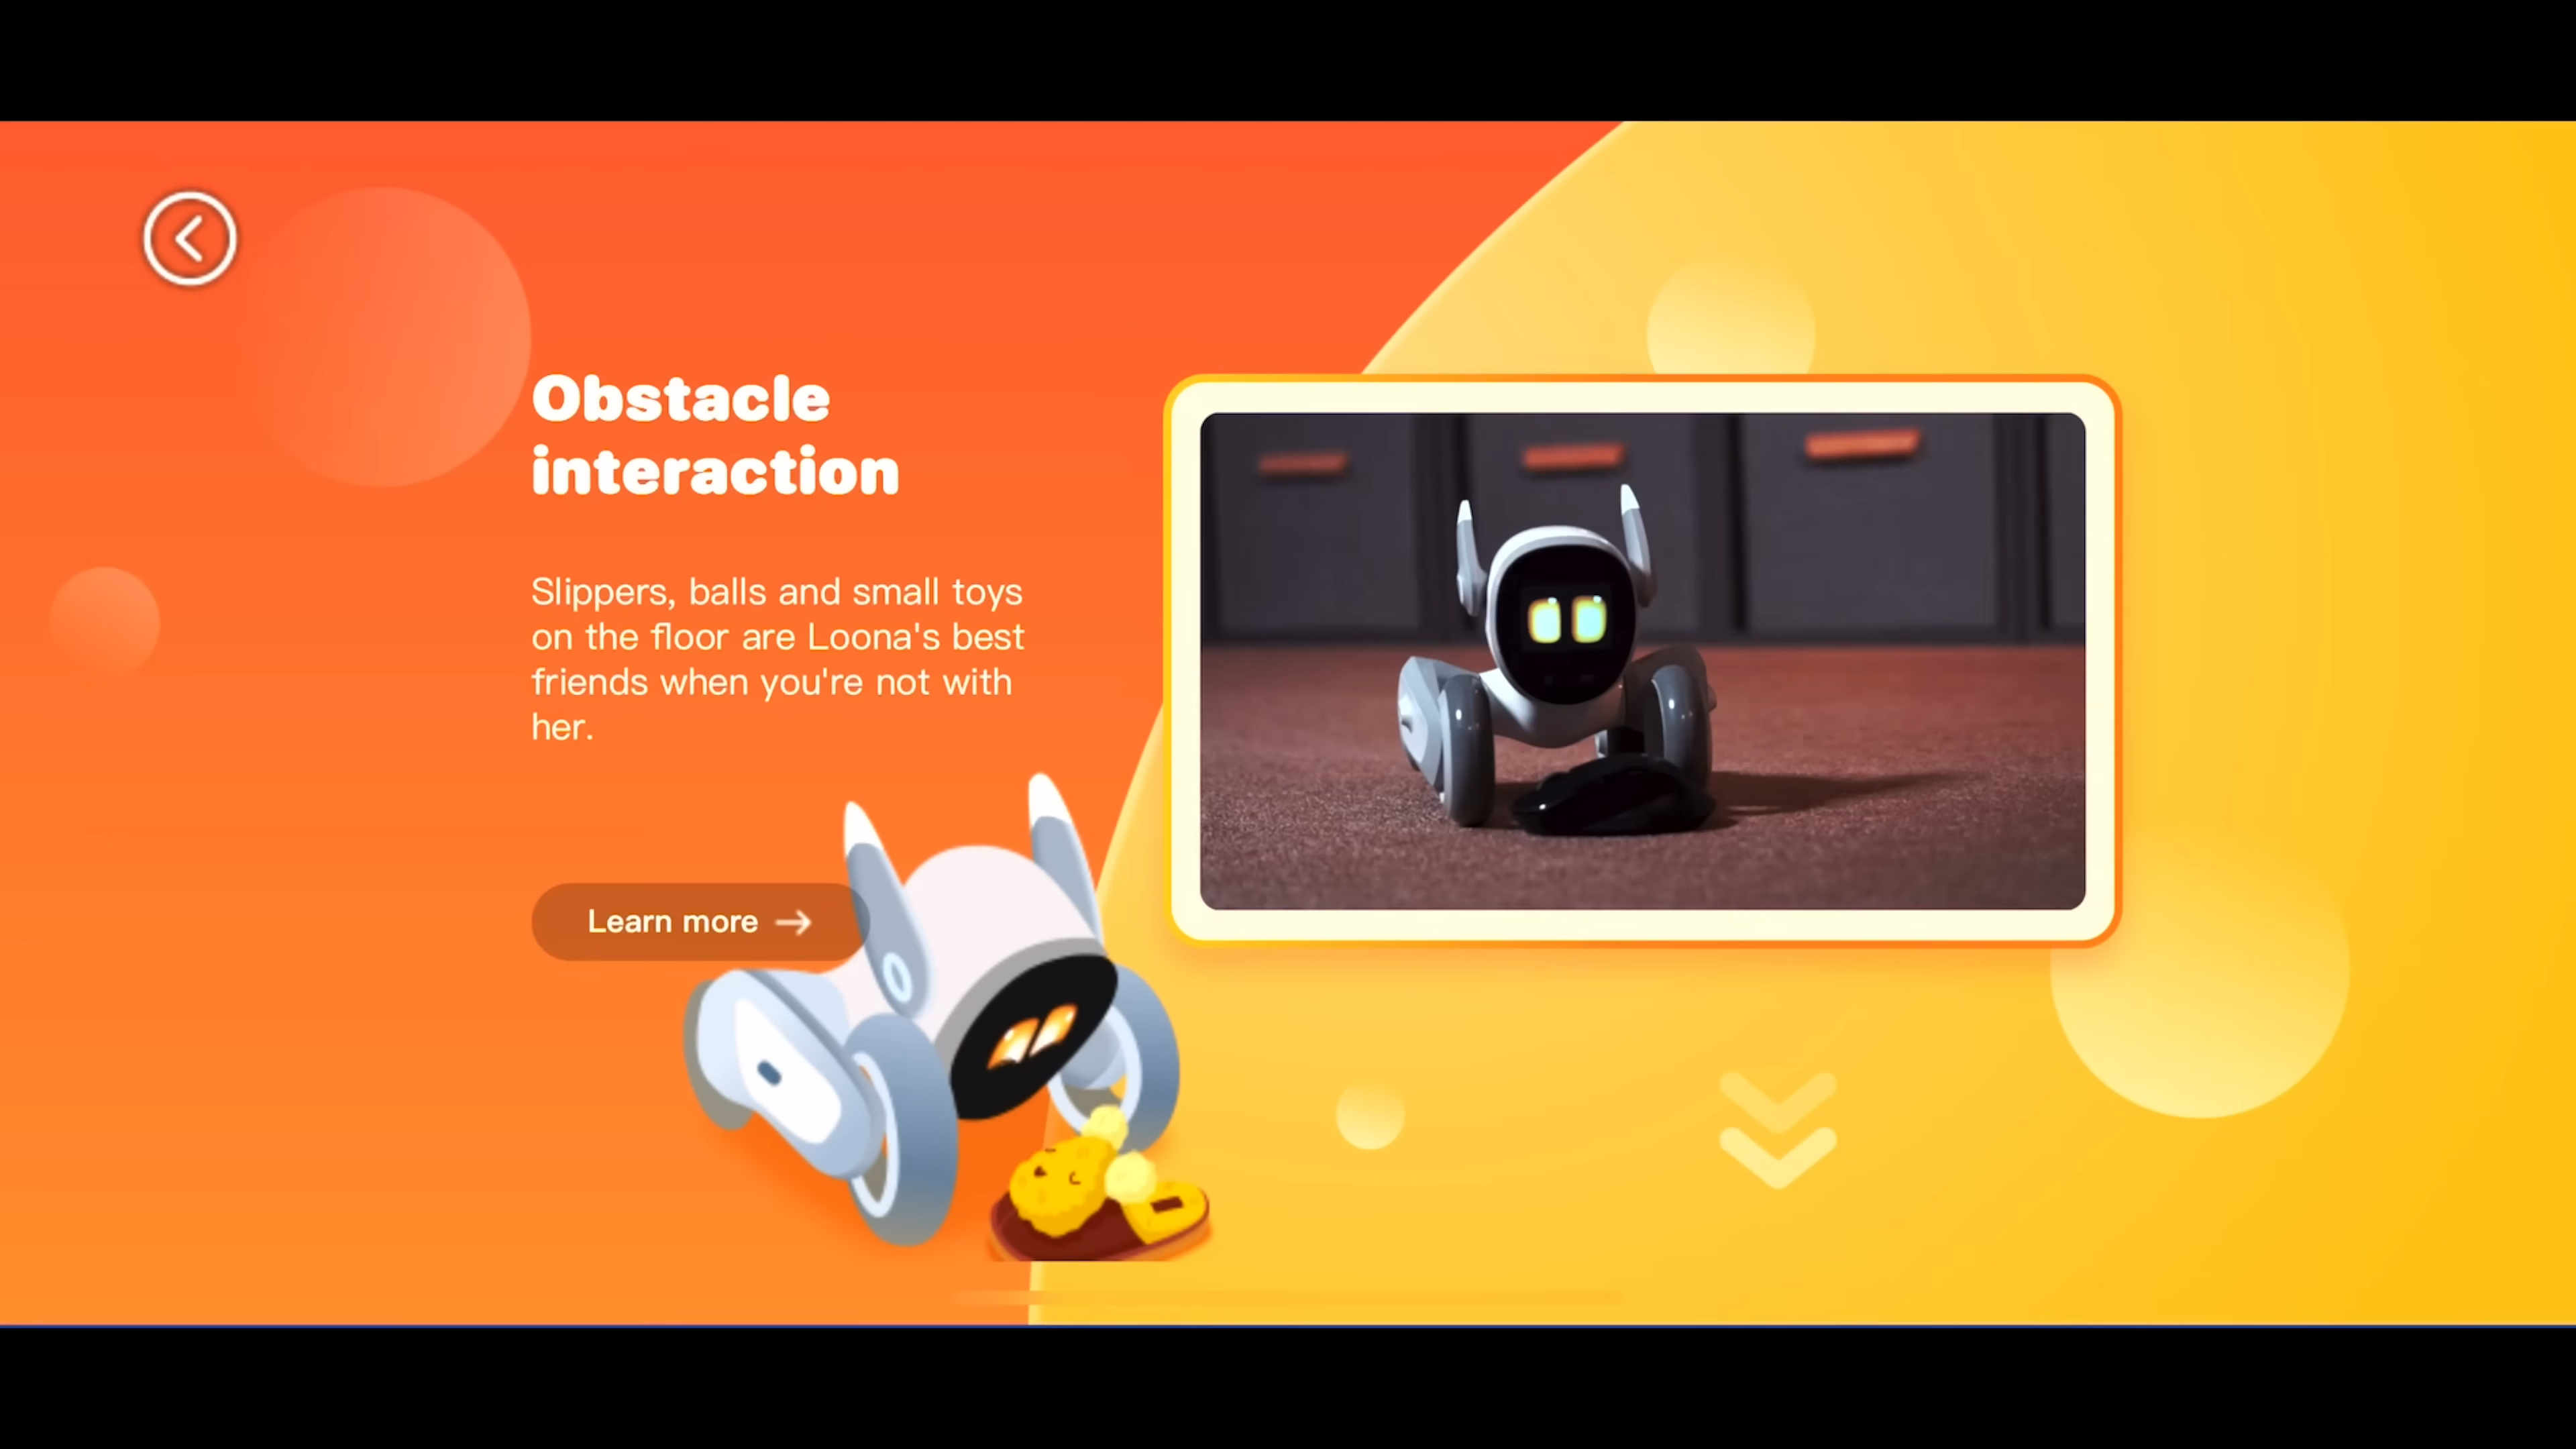 Obstacle
interaction
Slippers, balls and small toys
on the floor are Loona's best
friends when you're not with
her.
Learn more